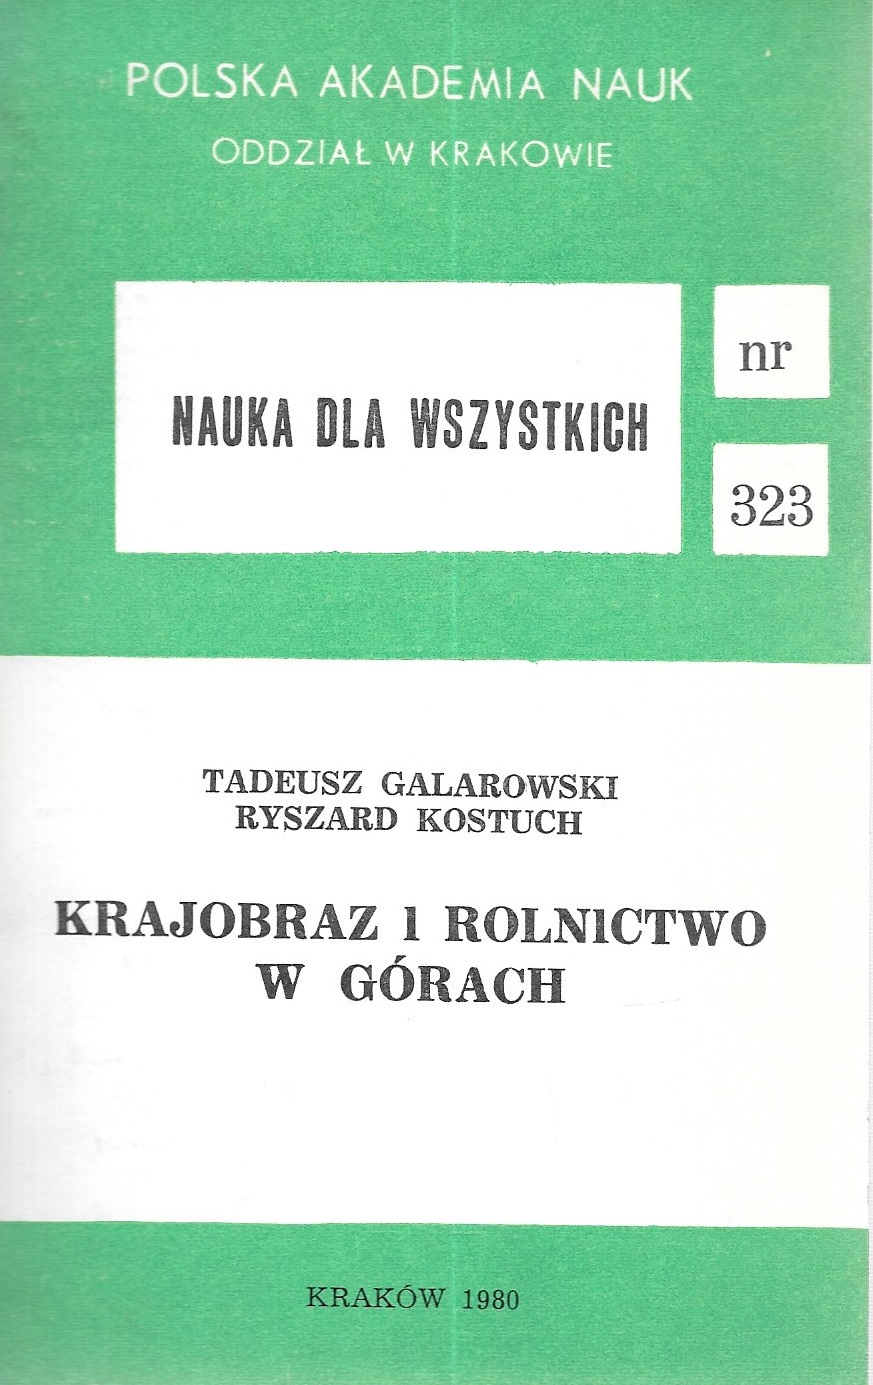 POLSKA AKADEMIA NAUK
ODDZIAŁ W KRAKOWIE
NAUKA DLA WSZYSTKICH
nr
323
TADEUSZ GALAROWSKI
RYSZARD KOSTUCH
KRAJOBRAZ I ROLNICTWO
W GÓRACH
KRAKÓW 1980